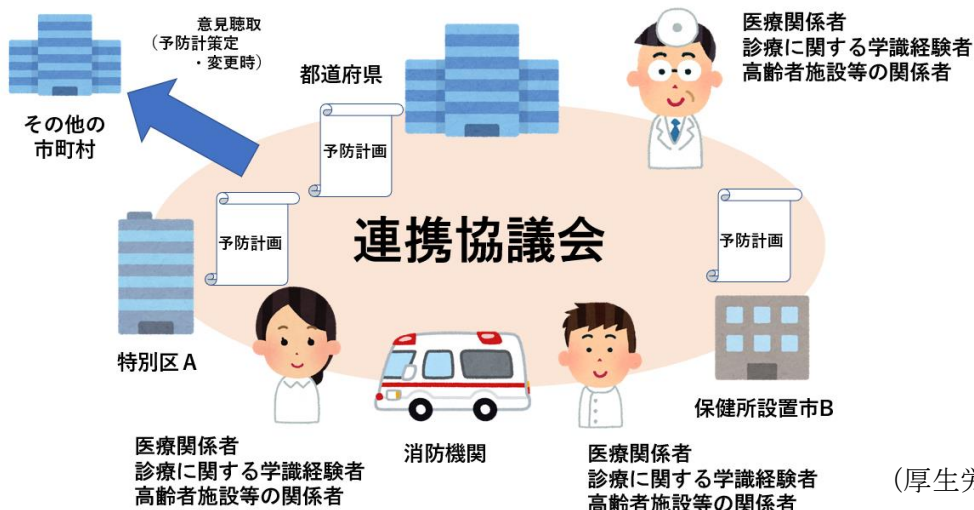 意見聴取
（予防計策定
・変更時）
その他の
市町村
都道府県
医療関係者
診療に関する学識経験者
高齢者施設等の関係者
予防計画
予防計画
予防計画
連携協議会
特別区A
保健所設置市B
消防機関
医療関係者
診療に関する学識経験者
高齢者施設等の関係者
医療関係者
診療に関する学識経験者
高齢者施設等の関係者
（厚生労